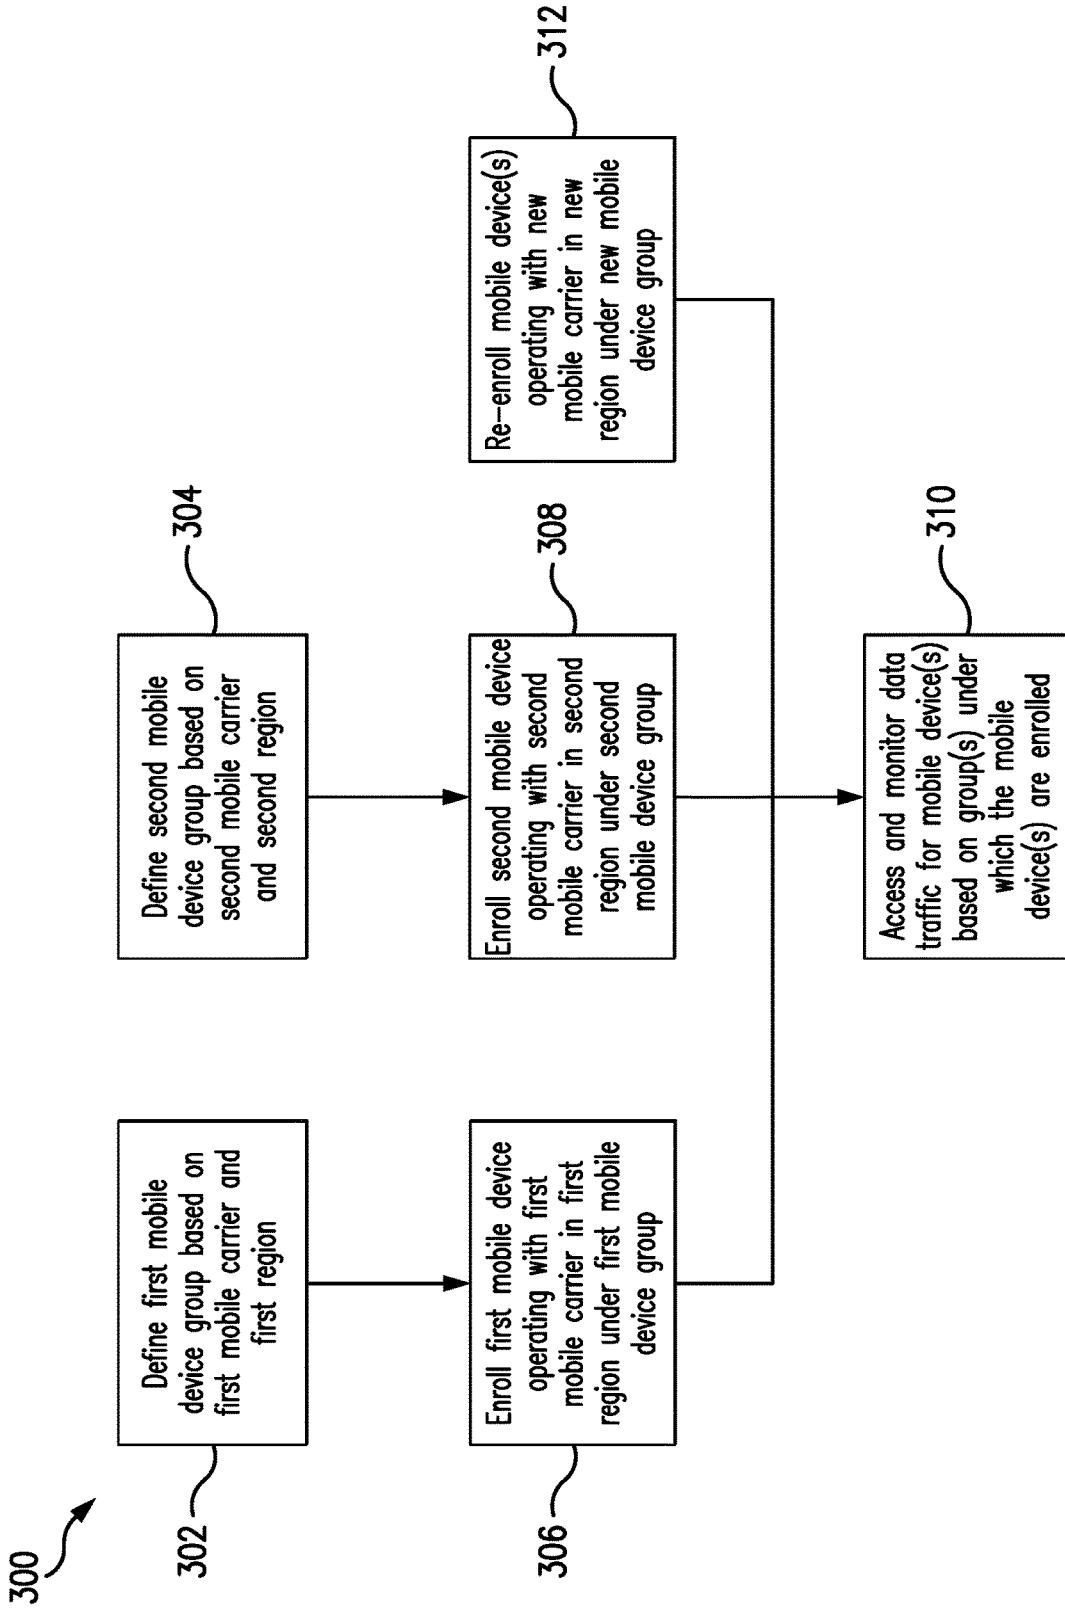 300
302
Define first mobile
device group based on
first mobile carrier and
first region
304
Define second mobile
device group based on
second mobile carrier
and second region
306
Enroll first mobile device
operating with first
mobile carrier in first
region under first mobile
device group
308
Enroll second mobile device
operating with second
mobile carrier in second
region under second
mobile device group
312
Re-enroll mobile device(s)
operating with new
mobile carrier in new
region under new mobile
device group
310
Access and monitor data
traffic for mobile device(s)
based on group(s) under
which the mobile
device(s) are enrolled